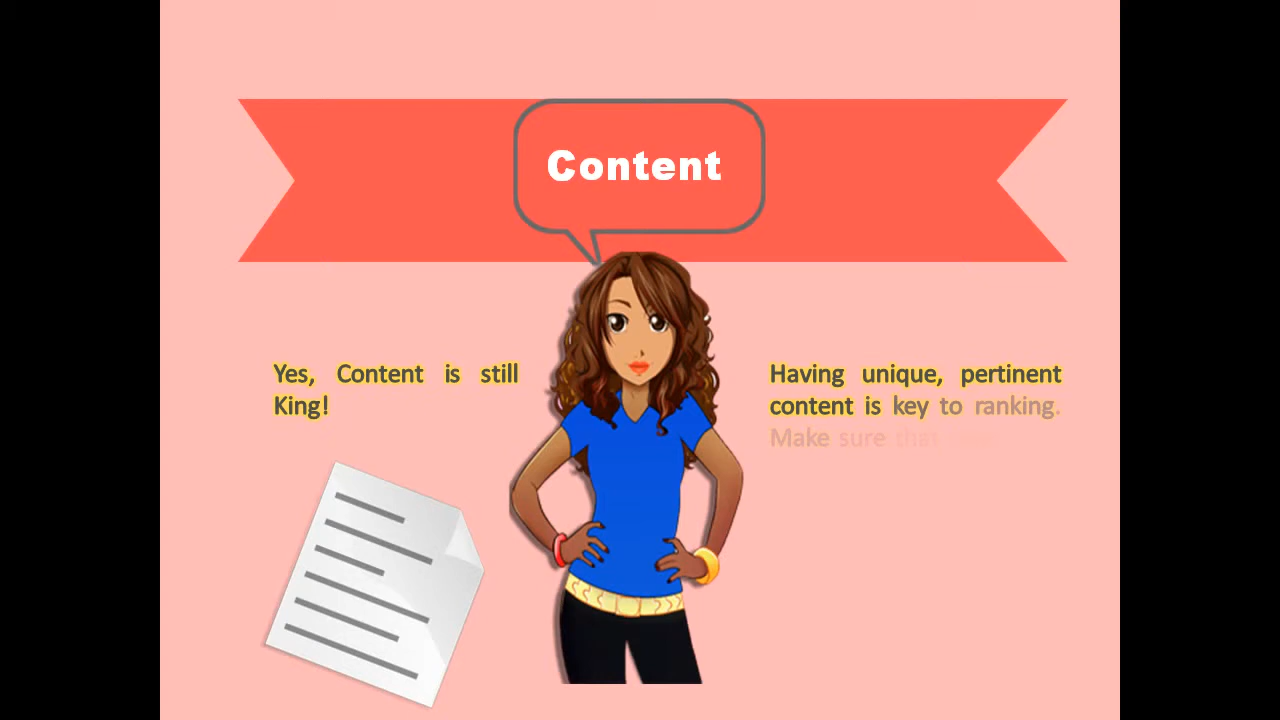 Content
Yes, Content is still
King!
Having unique, pertinent
content is key to ranking.
Make sure that